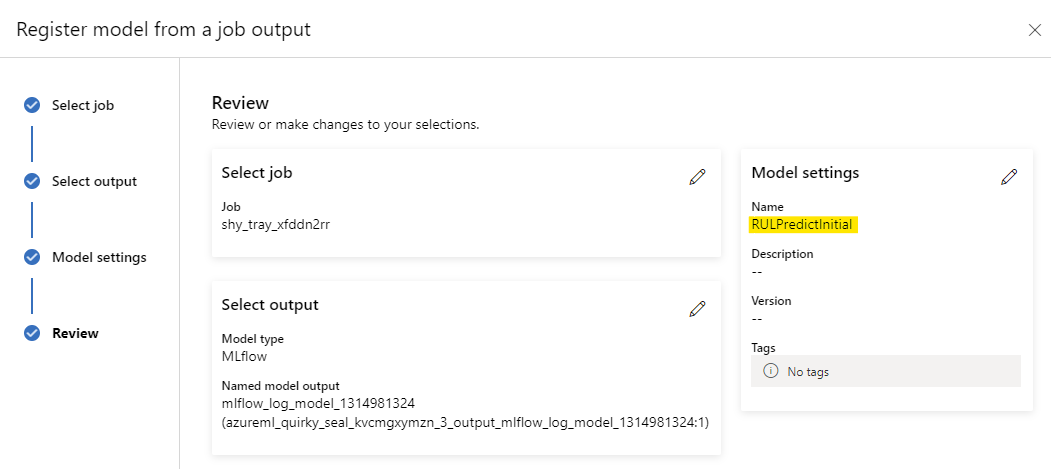 Register model from a job output
Select job
Select output
Model settings
Review
Review
Review or make changes to your selections.
Select job
Job
shy_tray_xfddn2rr
Select output
Model type
MLflow
Named model output
mlflow_log_model_1314981324
(azureml_quirky_seal_kvcmgxymzn_3_output_mlflow_log_model_1314981324:1)
Model settings
Name
RULPredictInitial
Description
--
Version
--
Tags
No tags